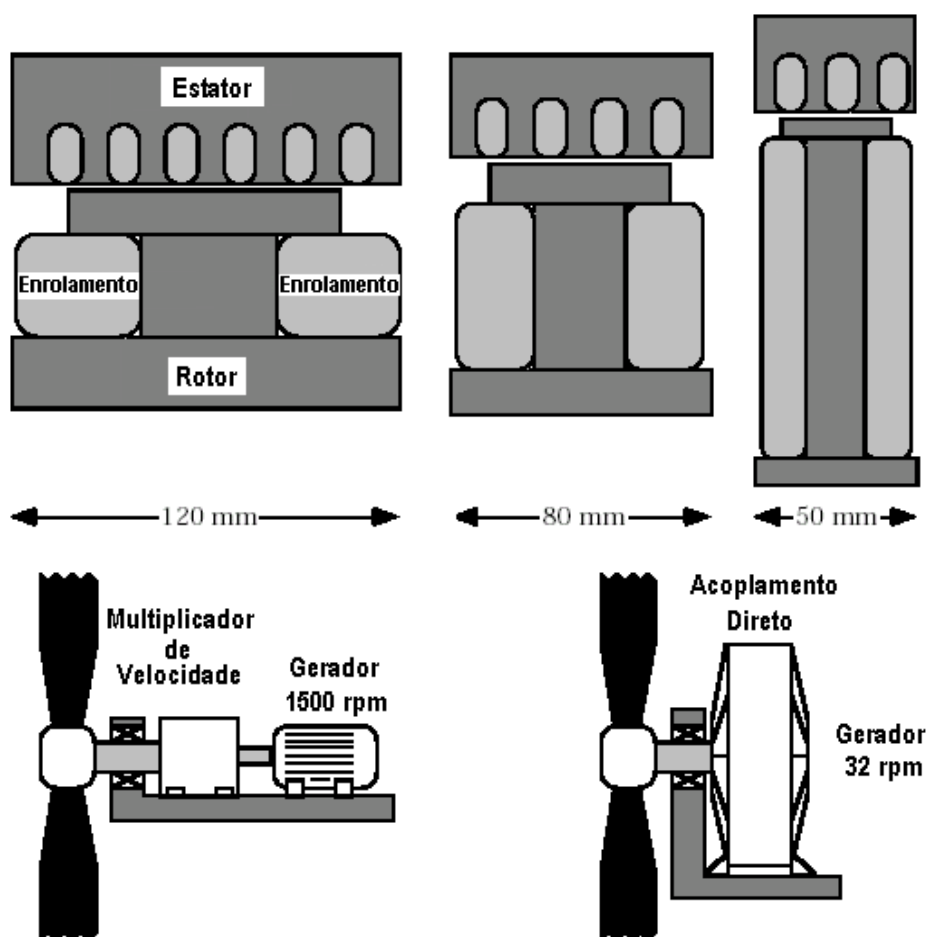 Estator
Enrolamento
Enrolamento
Rotor
120 mm
80 mm
50 mm
Multiplicador
de
Velocidade
Gerador
1500 rpm
Acoplamento
Direto
Gerador
32 rpm